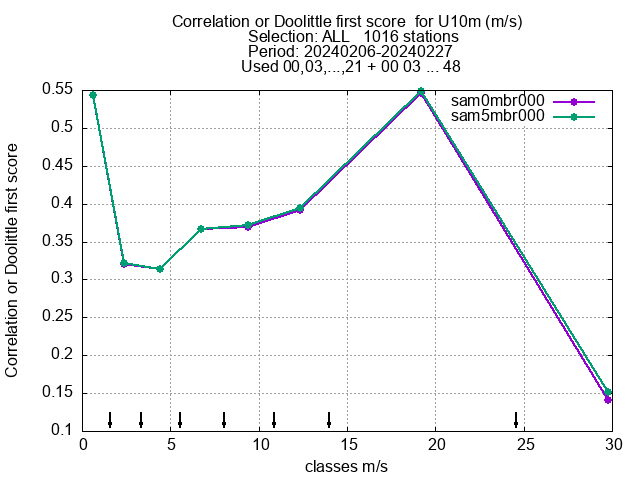 Correlation or Doolittle first score  for U10m (m/s)
Selection: ALL   1016 stations
Period: 20240206-20240227
Used 00,03,...,21 + 00 03 ... 48
sam0mbr000
sam5mbr000
Correlation or Doolittle first score
0.55
0.5
0.45
0.4
0.35
0.3
0.25
0.2
0.15
0.1
0 5 10 15 20 25 30
classes m/s